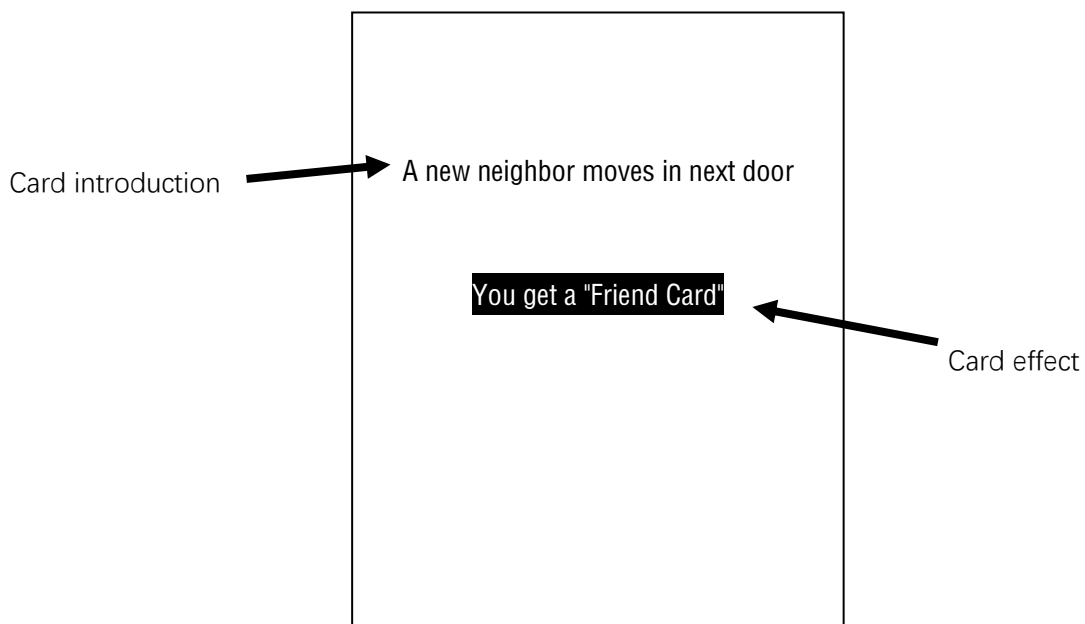 A new neighbor moves in next door
Card introduction
You get a "Friend Card"
Card effect